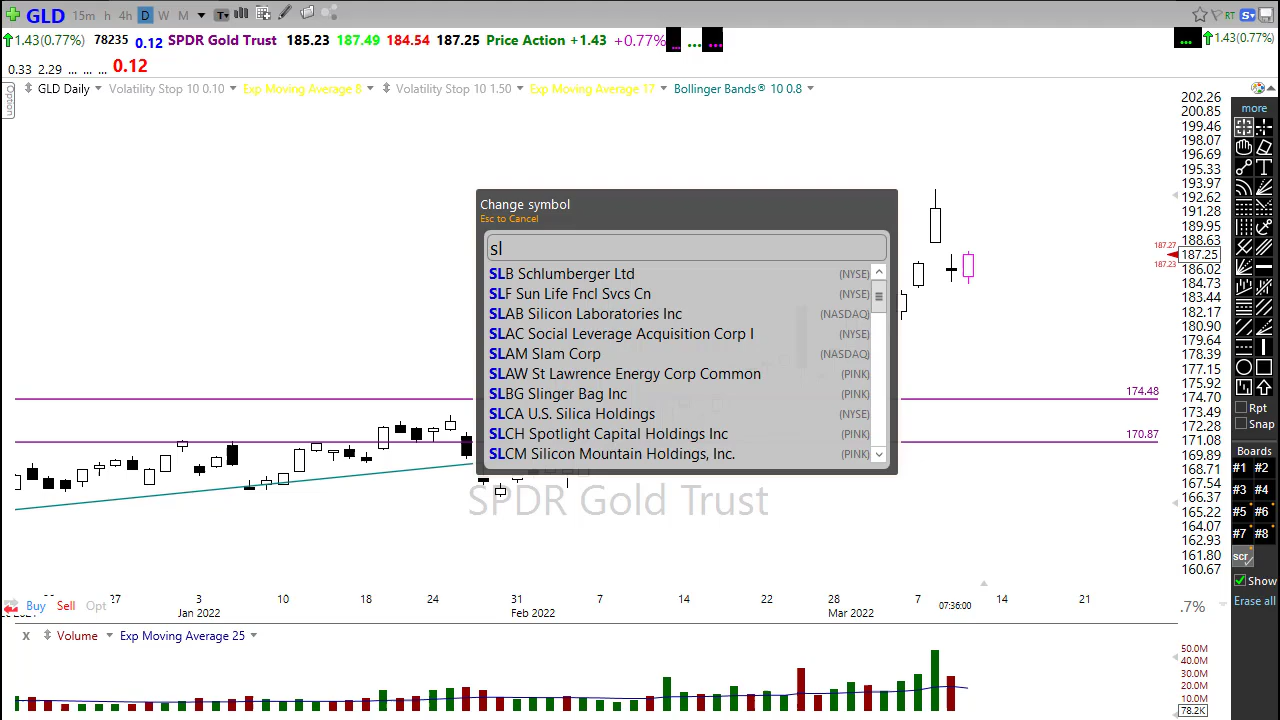 GLD 15m h 4h D W M T
RT S
1.43(0.77%) 78235 0.12 SPDR Gold Trust 185.23 187.49 184.54 187.25 Price Action +1.43 +0.77% ... ... ... ... 1.43(0.77%)
0.33 2.29 ... ... ... 0.12
Option
GLD Daily Volatility Stop 10 0.10 Exp Moving Average 8 Volatility Stop 10 1.50 Exp Moving Average 17 Bollinger Bands® 10 0.8
202.26
200.85
199.46
198.07
196.69
195.33
193.97
192.62
191.28
189.95
188.63
187.27
187.25
187.23
186.02
184.73
183.44
182.17
180.90
179.64
178.39
177.15
175.92
174.48
174.70
173.49
172.28
170.87
171.08
169.89
168.71
167.54
166.37
165.22
164.07
162.93
161.80
160.67
more
Rpt
Snap
Boards
#1 #2
#3 #4
#5 #6
#7 #8
scr
Show
Erase all
Change symbol
Esc to Cancel
sl
SLB Schlumberger Ltd (NYSE)
SLF Sun Life Fncl Svcs Cn (NYSE)
SLAB Silicon Laboratories Inc (NASDAQ)
SLAC Social Leverage Acquisition Corp I (NYSE)
SLAM Slam Corp (NASDAQ)
SLAW St Lawrence Energy Corp Common (PINK)
SLBG Slinger Bag Inc (PINK)
SLCA U.S. Silica Holdings (NYSE)
SLCH Spotlight Capital Holdings Inc (PINK)
SLCM Silicon Mountain Holdings, Inc. (PINK)
SPDR Gold Trust
Buy Sell Opt
27 3 10 18 24 31 7 14 22 28 7 14 21
Jan 2022 Feb 2022 Mar 2022 07:36:00
.7%
x Volume Exp Moving Average 25
50.0M
40.0M
30.0M
20.0M
10.0M
78.2K